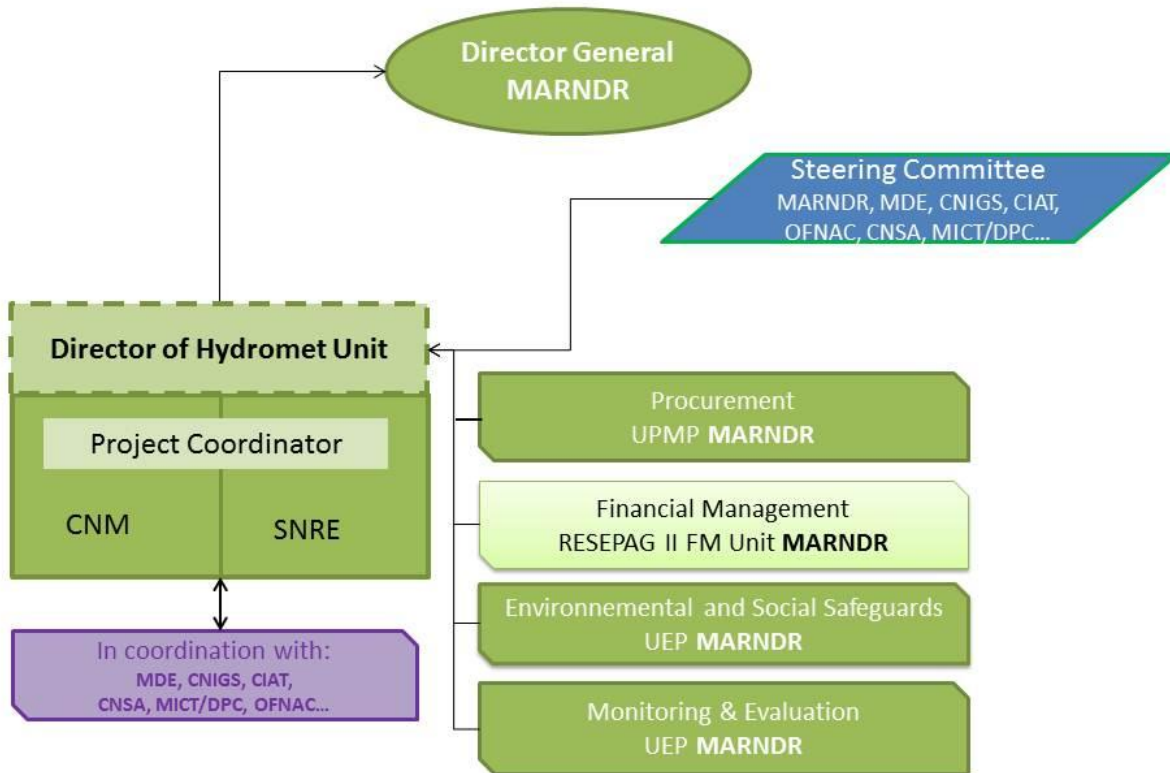 Director General
MARNDR
Steering Committee
MARNDR, MDE, CNIGS, CIAT,
OFNAC, CNSA, MICT/DPC...
Director of Hydromet Unit
Project Coordinator
CNM
SNRE
In coordination with:
MDE, CNIGS, CIAT,
CNSA, MICT/DPC, OFNAC...
Procurement
UPMP MARNDR
Financial Management
RESEPAG II FM Unit MARNDR
Environnemental and Social Safeguards
UEP MARNDR
Monitoring & Evaluation
UEP MARNDR